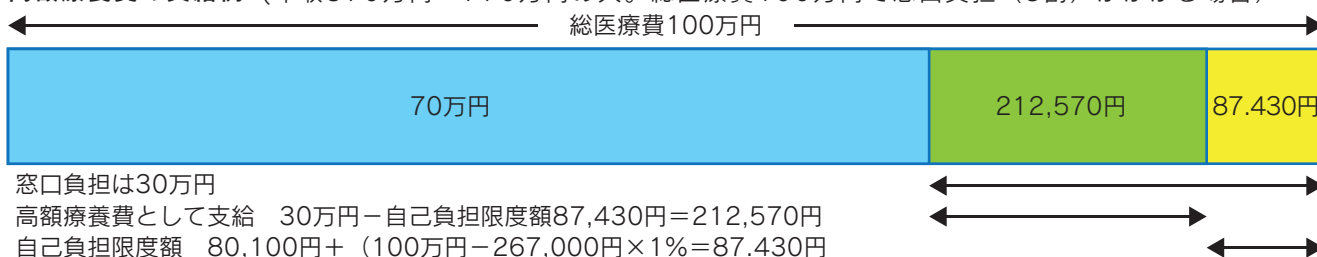 総医療費100万円
70万円
212,570円
87.430円
窓口負担は30万円
高額療養費として支給 30万円−自己負担限度額87,430円＝212,570円
自己負担限度額 80,100円＋（100万円−267,000円×1%＝87.430円